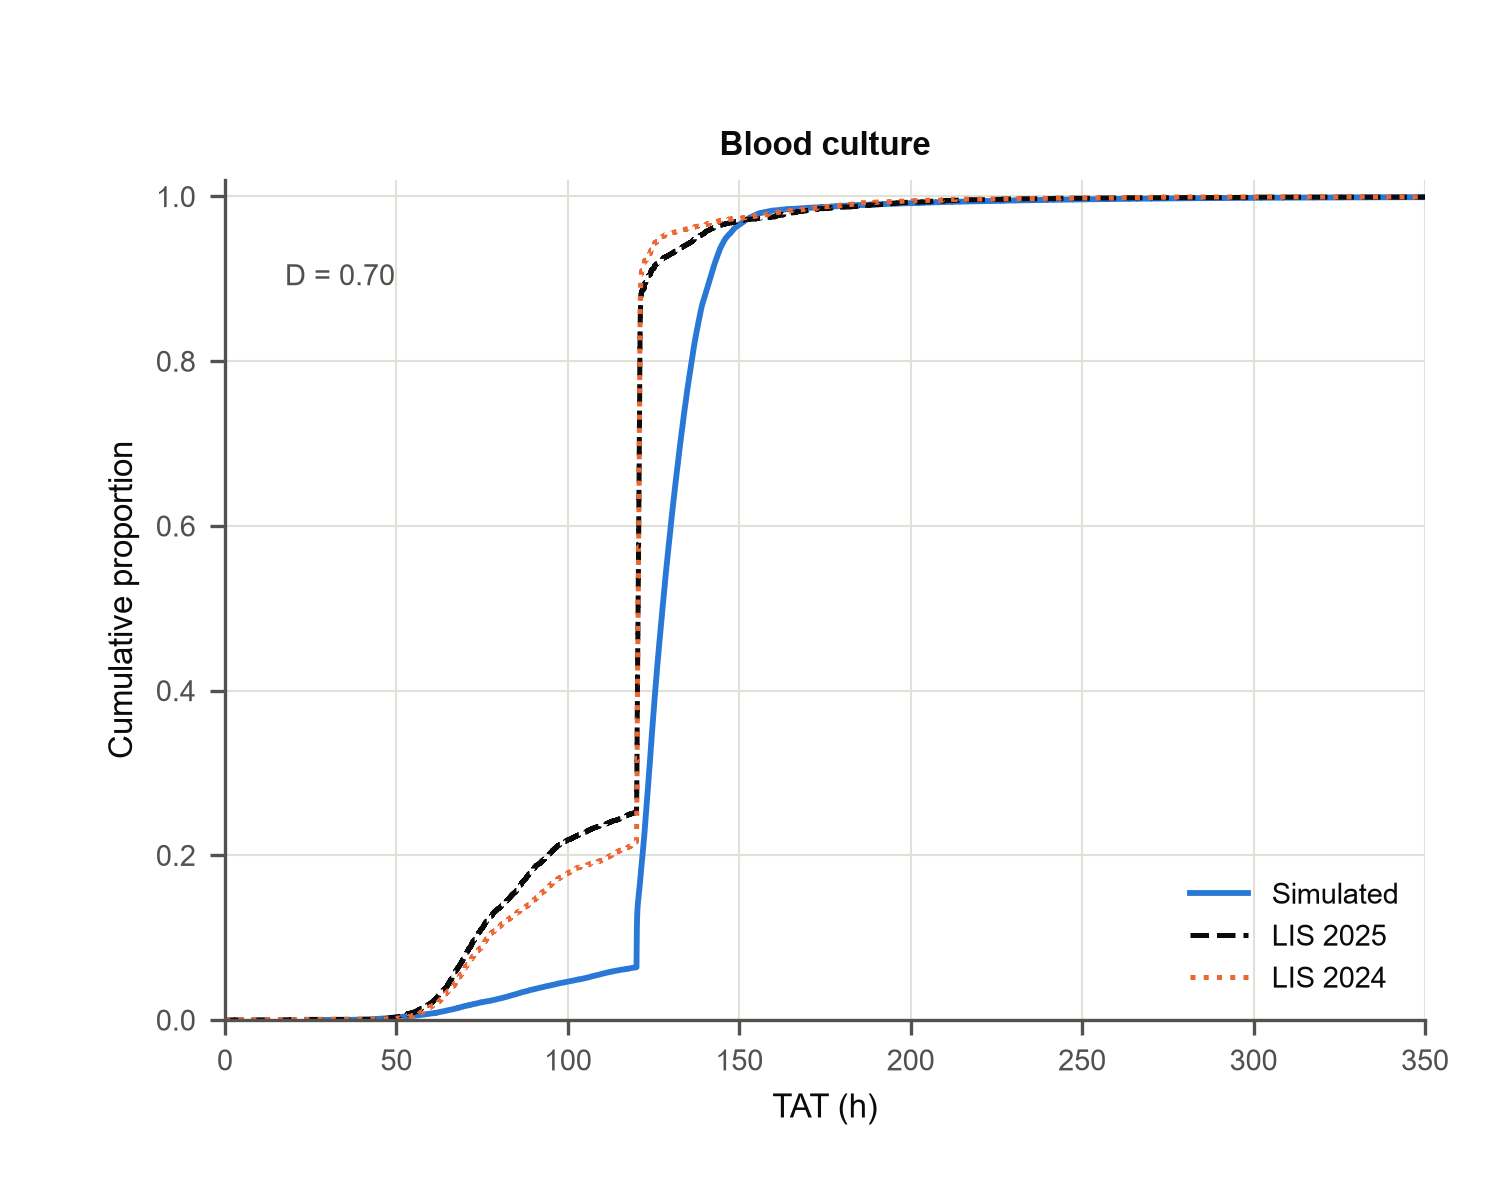 Blood culture
1.0
0.8
0.6
0.4
0.2
0.0
D = 0.70
Cumulative proportion
Simulated
LIS 2025
LIS 2024
0 50 100 150 200 250 300 350
TAT (h)